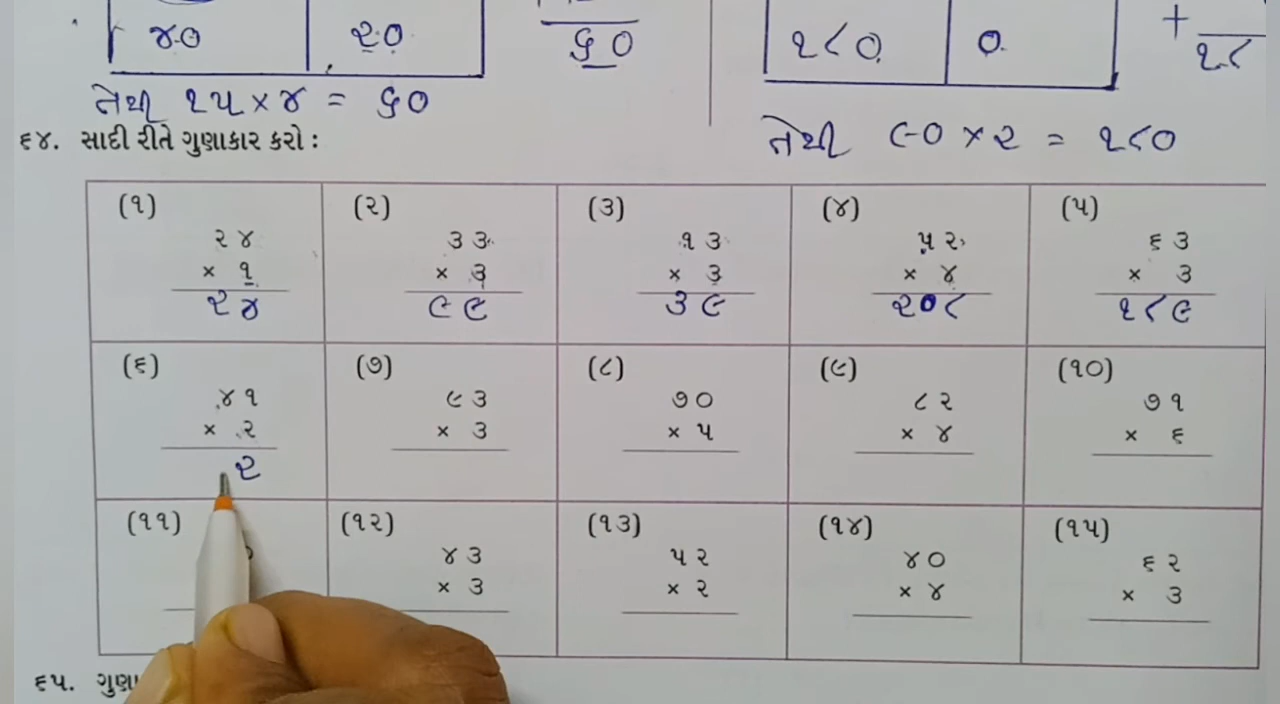 ૪૦ ૨૦ ૬૦ ૧૮૦ ૦ + ૧૮
તેથી ૧૫ × ૪ = ૬૦
તેથી ૯૦ × ૨ = ૧૮૦
૬૪. સાદી રીતે ગુણાકાર કરો :
(૧) (૨) (૩) (૪) (૫)
૨૪ ૩૩ ૧૩ ૫૨ ૬૩
× ૧ × ૩ × ૩ × ૪ × ૩
૨૪ ૯૯ ૩૯ ૨૦૮ ૧૮૯
(૬) (૭) (૮) (૯) (૧૦)
૪૧ ૯૩ ૭૦ ૮૨ ૭૧
× ૨ × ૩ × ૫ × ૪ × ૬
૨
(૧૧) (૧૨) (૧૩) (૧૪) (૧૫)
૪૩ ૫૨ ૪૦ ૬૨
× ૩ × ૨ × ૪ × ૩
૬૫.